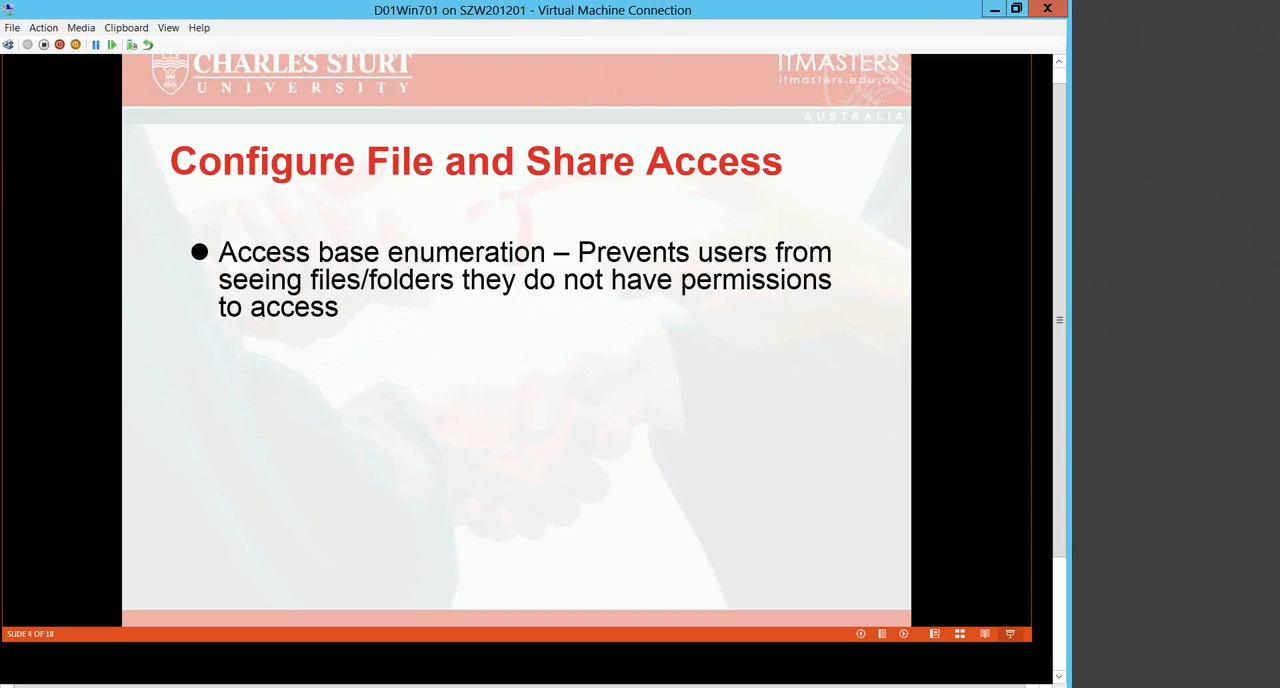 D01Win701 on SZW201201 - Virtual Machine Connection
File Action Media Clipboard View Help
CHARLES STURT
UNIVERSITY
ITMASTERS
itmasters.edu.au
AUSTRALIA
Configure File and Share Access
● Access base enumeration – Prevents users from
seeing files/folders they do not have permissions
to access
SLIDE 4 OF 18